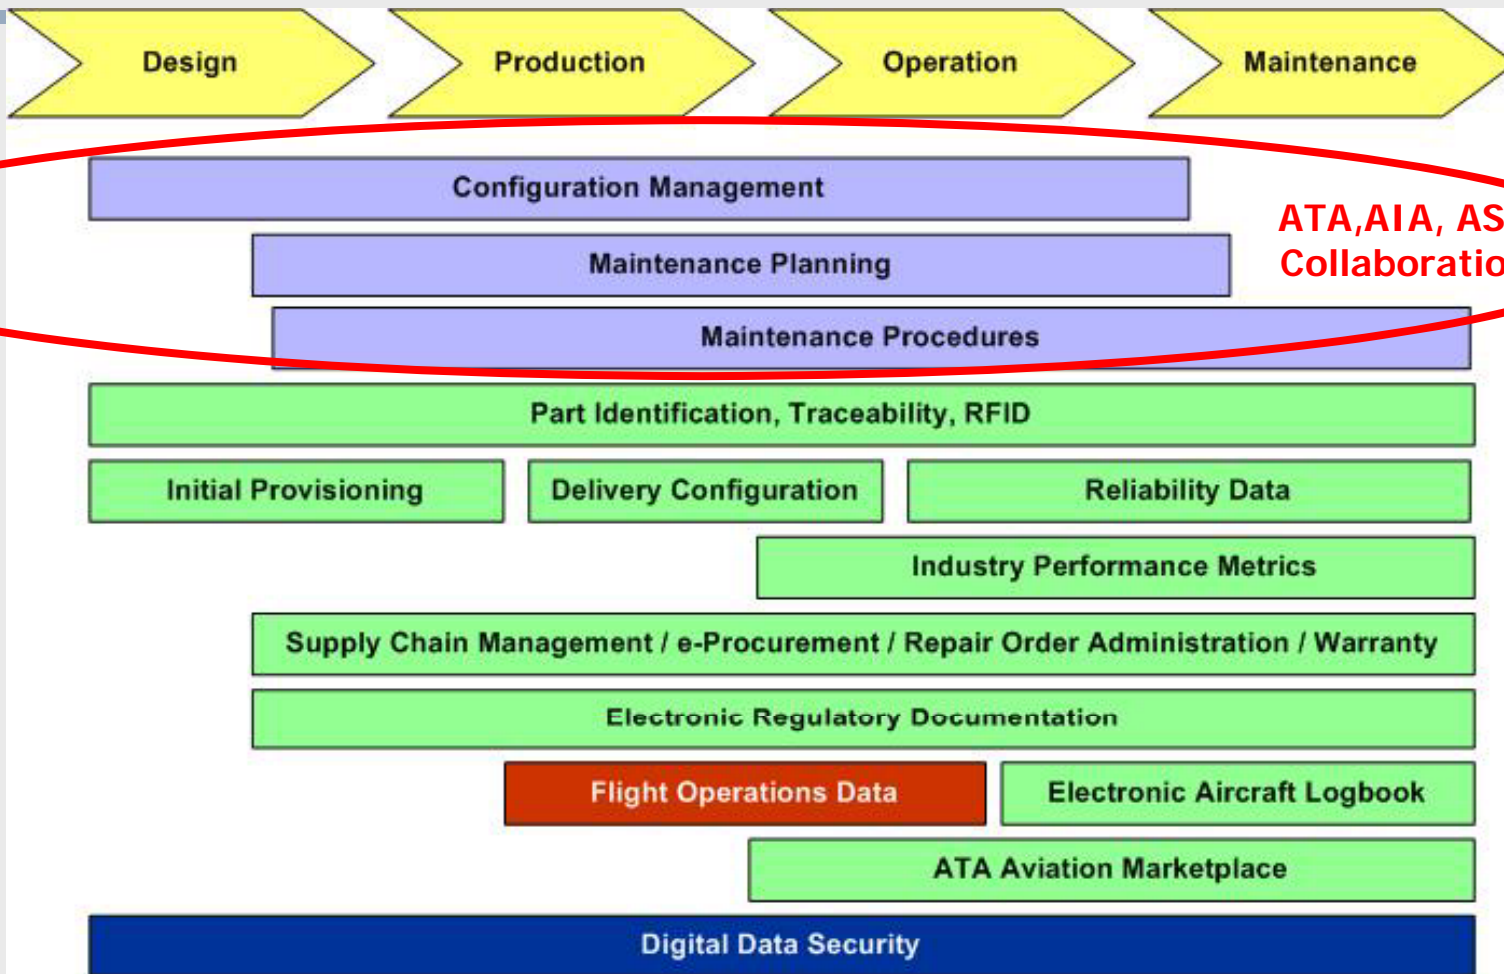 Design
Production
Operation
Maintenance
Configuration Management
ATA,AIA, AS
Maintenance Planning
Collaboratio
Maintenance Procedures
Part Identification, Traceability, RFID
Initial Provisioning
Delivery Configuration
Reliability Data
Industry Performance Metrics
Supply Chain Management / e-Procurement / Repair Order Administration / Warranty
Electronic Regulatory Documentation
Flight Operations Data
Electronic Aircraft Logbook
ATA Aviation Marketplace
Digital Data Security